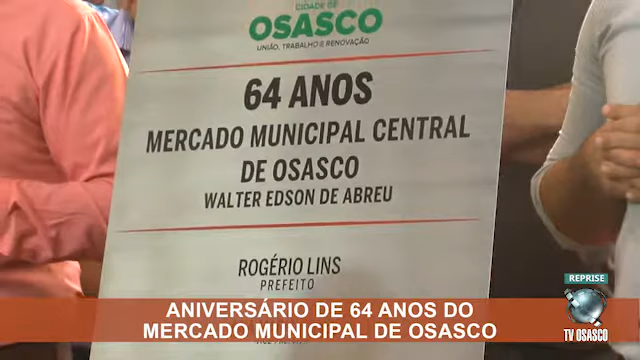 CIDADE DE
OSASCO
UNIÃO, TRABALHO E RENOVAÇÃO
64 ANOS
MERCADO MUNICIPAL CENTRAL
DE OSASCO
WALTER EDSON DE ABREU
ROGÉRIO LINS
PREFEITO
REPRISE
ANIVERSÁRIO DE 64 ANOS DO
MERCADO MUNICIPAL DE OSASCO
TV OSASCO